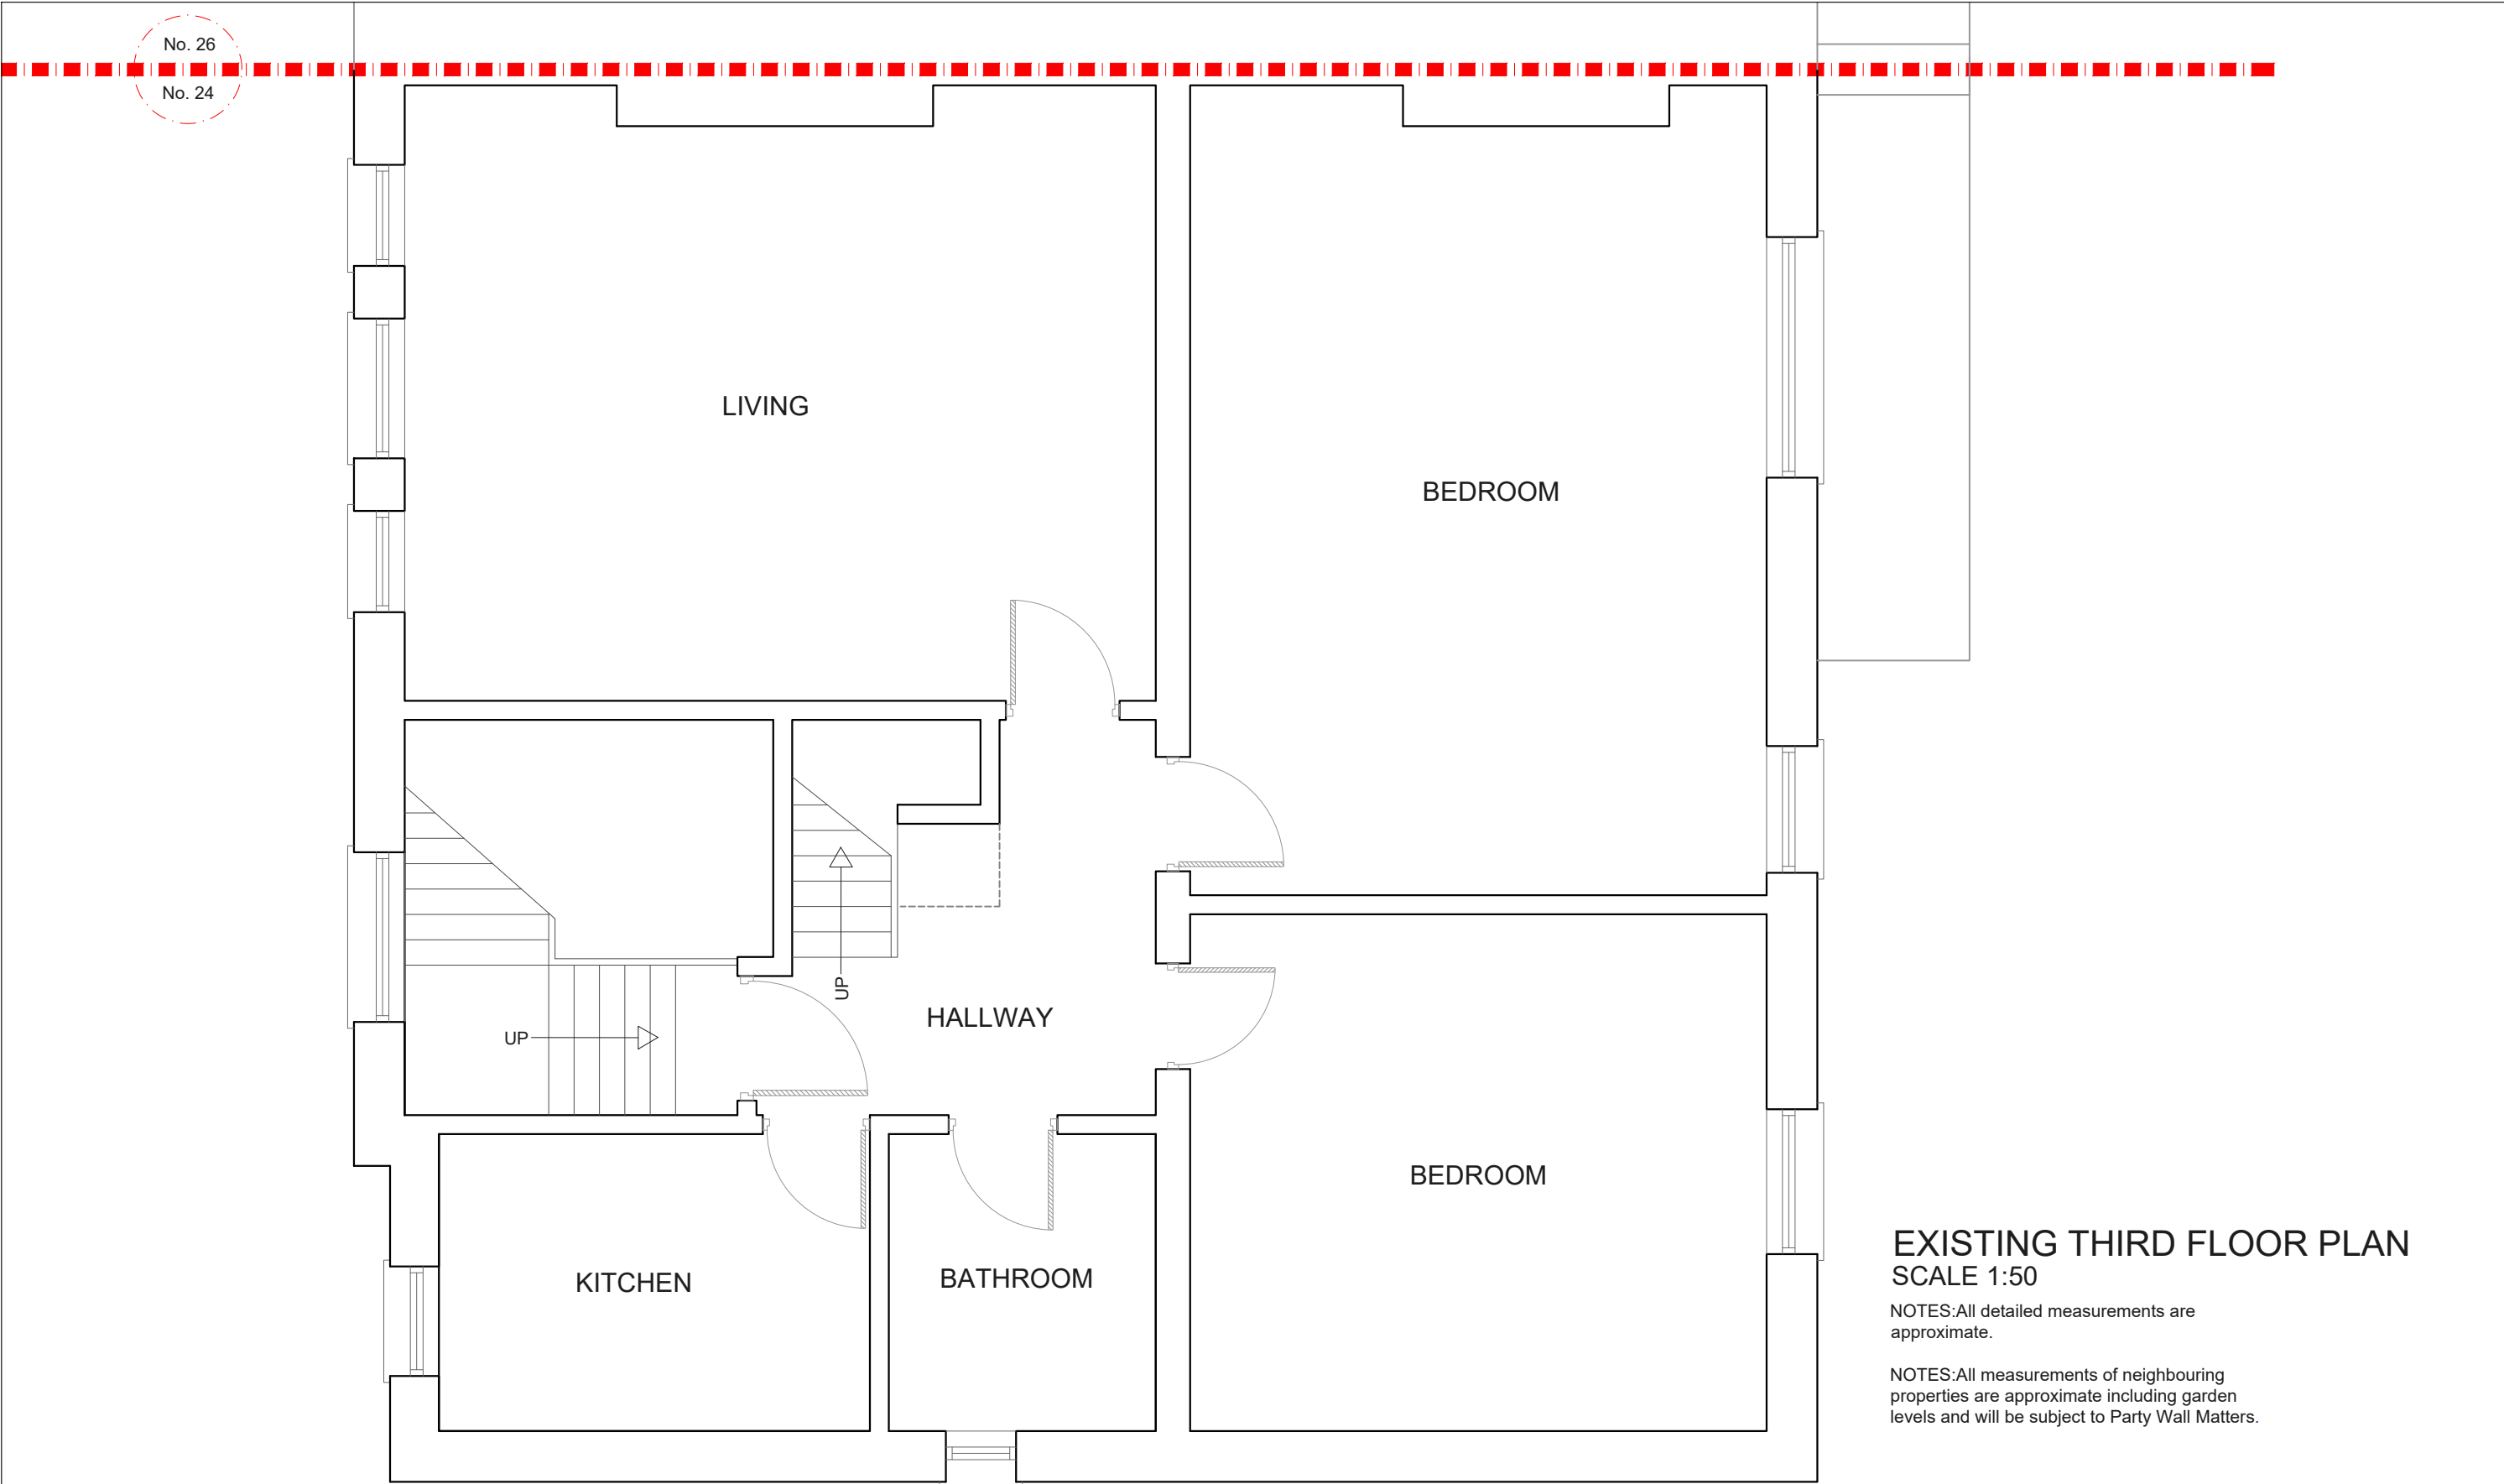 No. 26
No. 24
LIVING
BEDROOM
UP
HALLWAY
UP
BEDROOM
KITCHEN
BATHROOM
EXISTING THIRD FLOOR PLAN
SCALE 1:50
NOTES:All detailed measurements are
approximate.
NOTES:All measurements of neighbouring
properties are approximate including garden
levels and will be subject to Party Wall Matters.